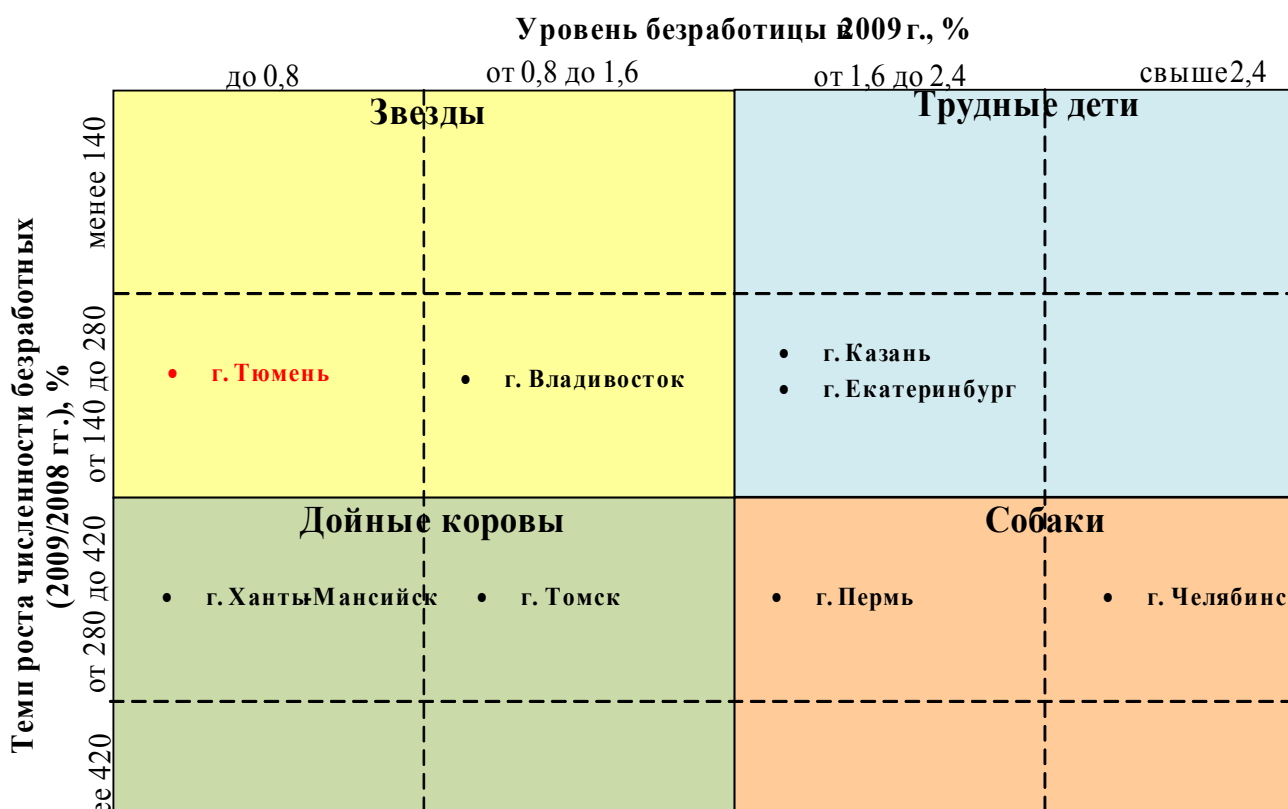 Уровень безработицы в 2009 г., %
до 0,8
от 0,8 до 1,6
от 1,6 до 2,4
свыше 2,4
Темп роста численности безработных
(2009/2008 гг.), %
менее 140
от 140 до 280
от 280 до 420
420
Звезды
Трудные дети
• г. Тюмень
• г. Владивосток
• г. Казань
• г. Екатеринбург
Дойные коровы
Собаки
• г. Ханты-Мансийск
• г. Томск
• г. Пермь
• г. Челябинс